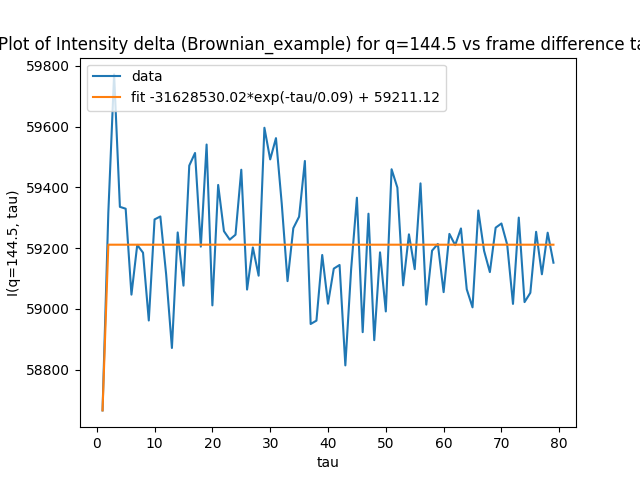 Plot of Intensity delta (Brownian_example) for q=144.5 vs frame difference ta
data
fit -31628530.02*exp(-tau/0.09) + 59211.12
I(q=144.5, tau)
59800
59600
59400
59200
59000
58800
0 10 20 30 40 50 60 70 80
tau